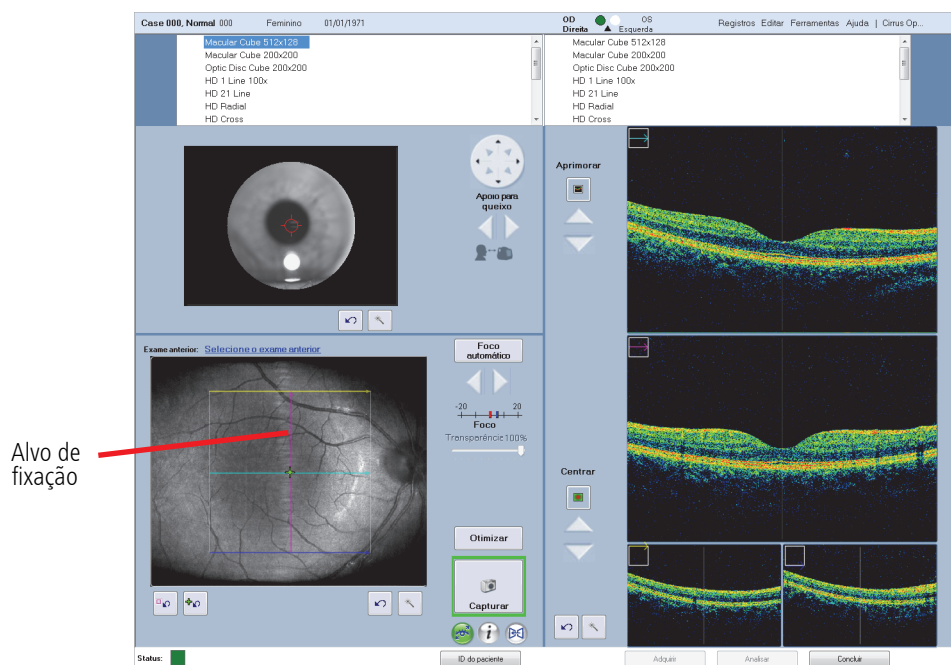 Case 000, Normal 000 Feminino 01/01/1971
OD OS
Direita Esquerda
Registros Editar Ferramentas Ajuda | Cirrus Op...
Macular Cube 512x128
Macular Cube 200x200
Optic Disc Cube 200x200
HD 1 Line 100x
HD 21 Line
HD Radial
HD Cross
Macular Cube 512x128
Macular Cube 200x200
Optic Disc Cube 200x200
HD 1 Line 100x
HD 21 Line
HD Radial
HD Cross
Apoio para
queixo
Aprimorar
Exame anterior: Selecione o exame anterior
Foco
automático
-20 20
Foco
Transparência 100%
Alvo de
fixação
Centrar
Otimizar
Capturar
Status:
ID do paciente
Adquirir
Analisar
Concluir